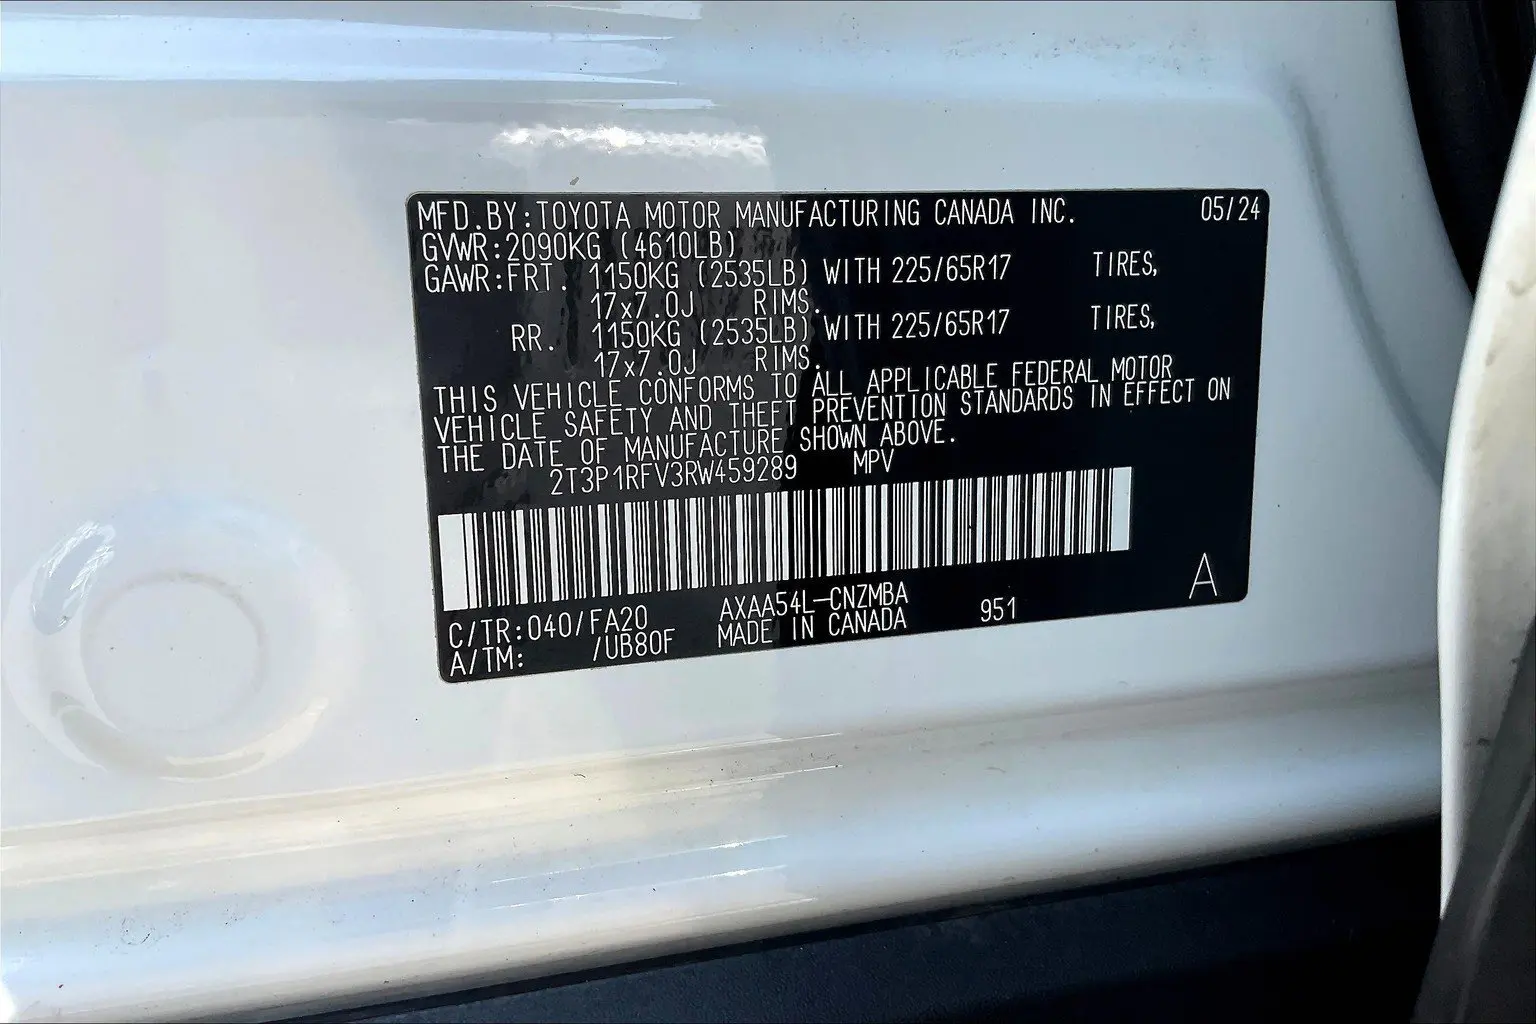 MFD.BY:TOYOTA MOTOR MANUFACTURING CANADA INC. 05/24
GVWR:2090KG (4610LB)
GAWR:FRT. 1150KG (2535LB) WITH 225/65R17 TIRES,
17x7.0J RIMS.
RR. 1150KG (2535LB) WITH 225/65R17 TIRES,
17x7.0J RIMS.
THIS VEHICLE CONFORMS TO ALL APPLICABLE FEDERAL MOTOR
VEHICLE SAFETY AND THEFT PREVENTION STANDARDS IN EFFECT ON
THE DATE OF MANUFACTURE SHOWN ABOVE.
2T3P1RFV3RW459289 MPV
A
C/TR:040/FA20 AXAA54L-CNZMBA 951
A/TM: /UB80F MADE IN CANADA